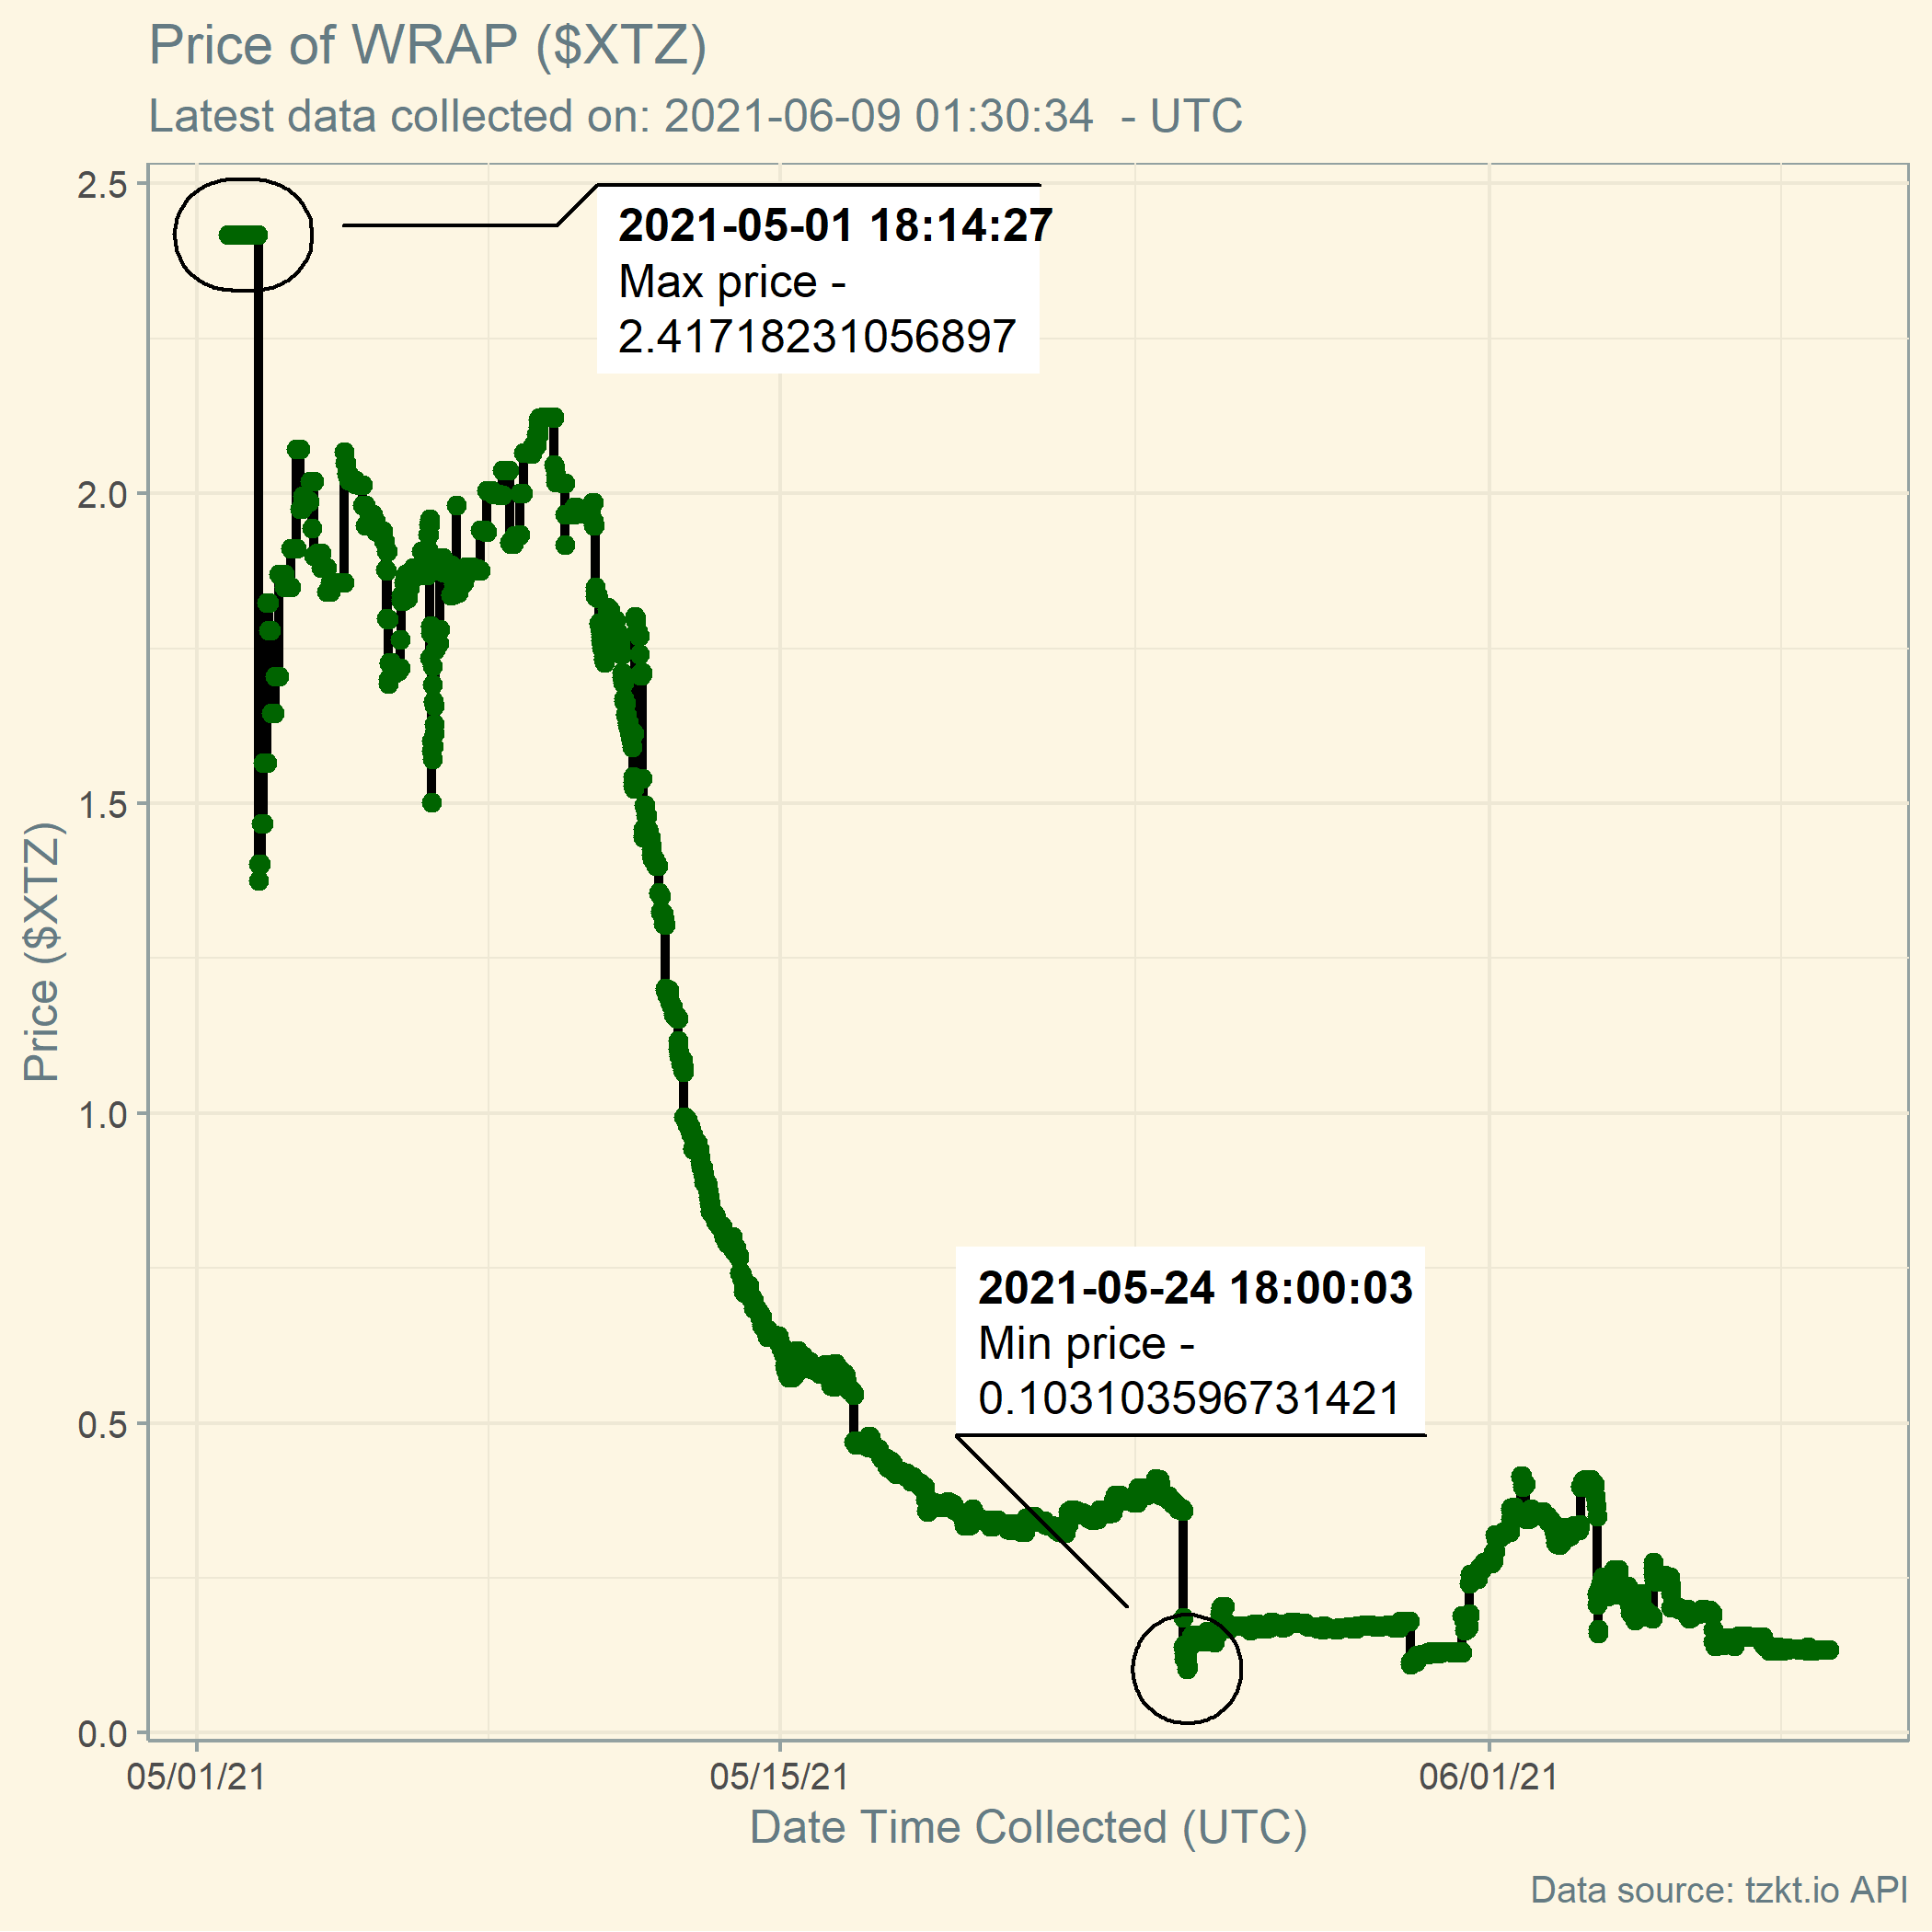 Price of WRAP ($XTZ)
Latest data collected on: 2021-06-09 01:30:34  - UTC
2.5
2.0
1.5
1.0
0.5
0.0
Price ($XTZ)
2021-05-01 18:14:27
Max price -
2.41718231056897
2021-05-24 18:00:03
Min price -
0.103103596731421
05/01/21
05/15/21
06/01/21
Date Time Collected (UTC)
Data source: tzkt.io API